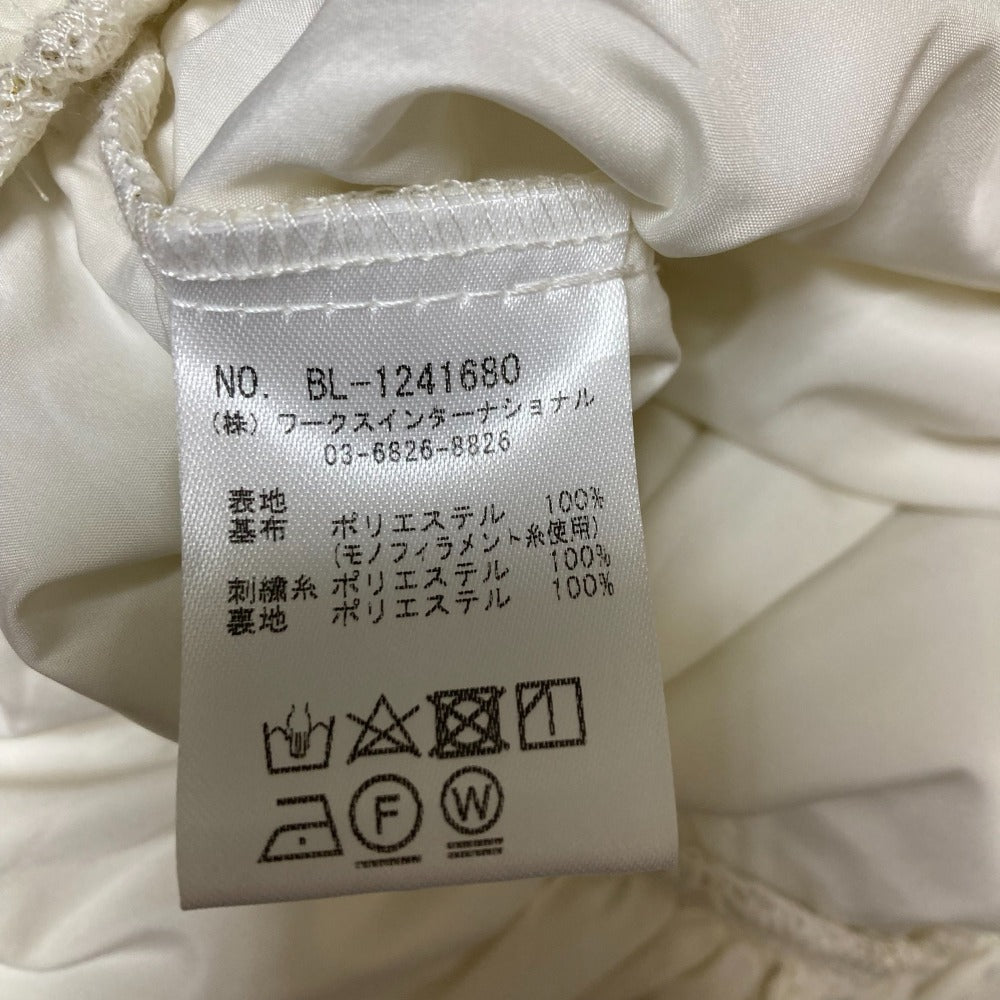 NO. BL-1241680
(株)ワークスインターナショナル
03-6826-8826
表地
基布 ポリエステル 100%
(モノフィラメント糸使用)
刺繍糸 ポリエステル 100%
裏地 ポリエステル 100%
F W